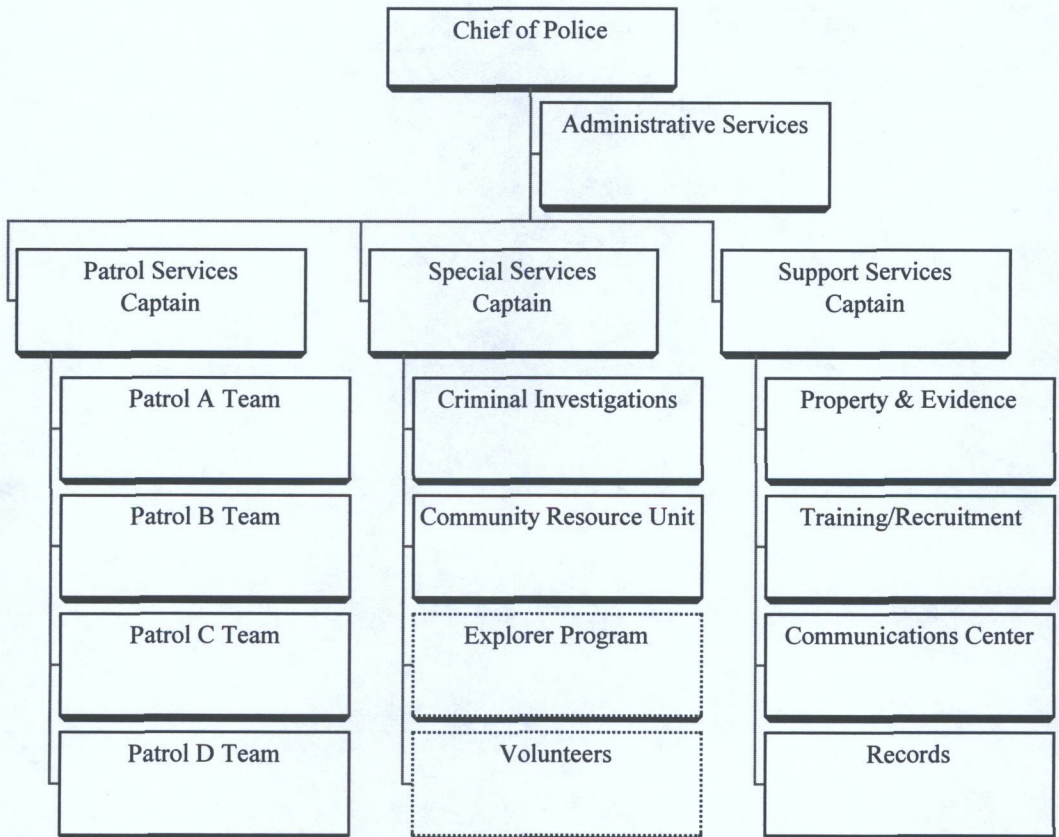 Chief of Police
Administrative Services
Patrol Services
Captain
Special Services
Captain
Support Services
Captain
Patrol A Team
Criminal Investigations
Property & Evidence
Patrol B Team
Community Resource Unit
Training/Recruitment
Patrol C Team
Explorer Program
Communications Center
Patrol D Team
Volunteers
Records